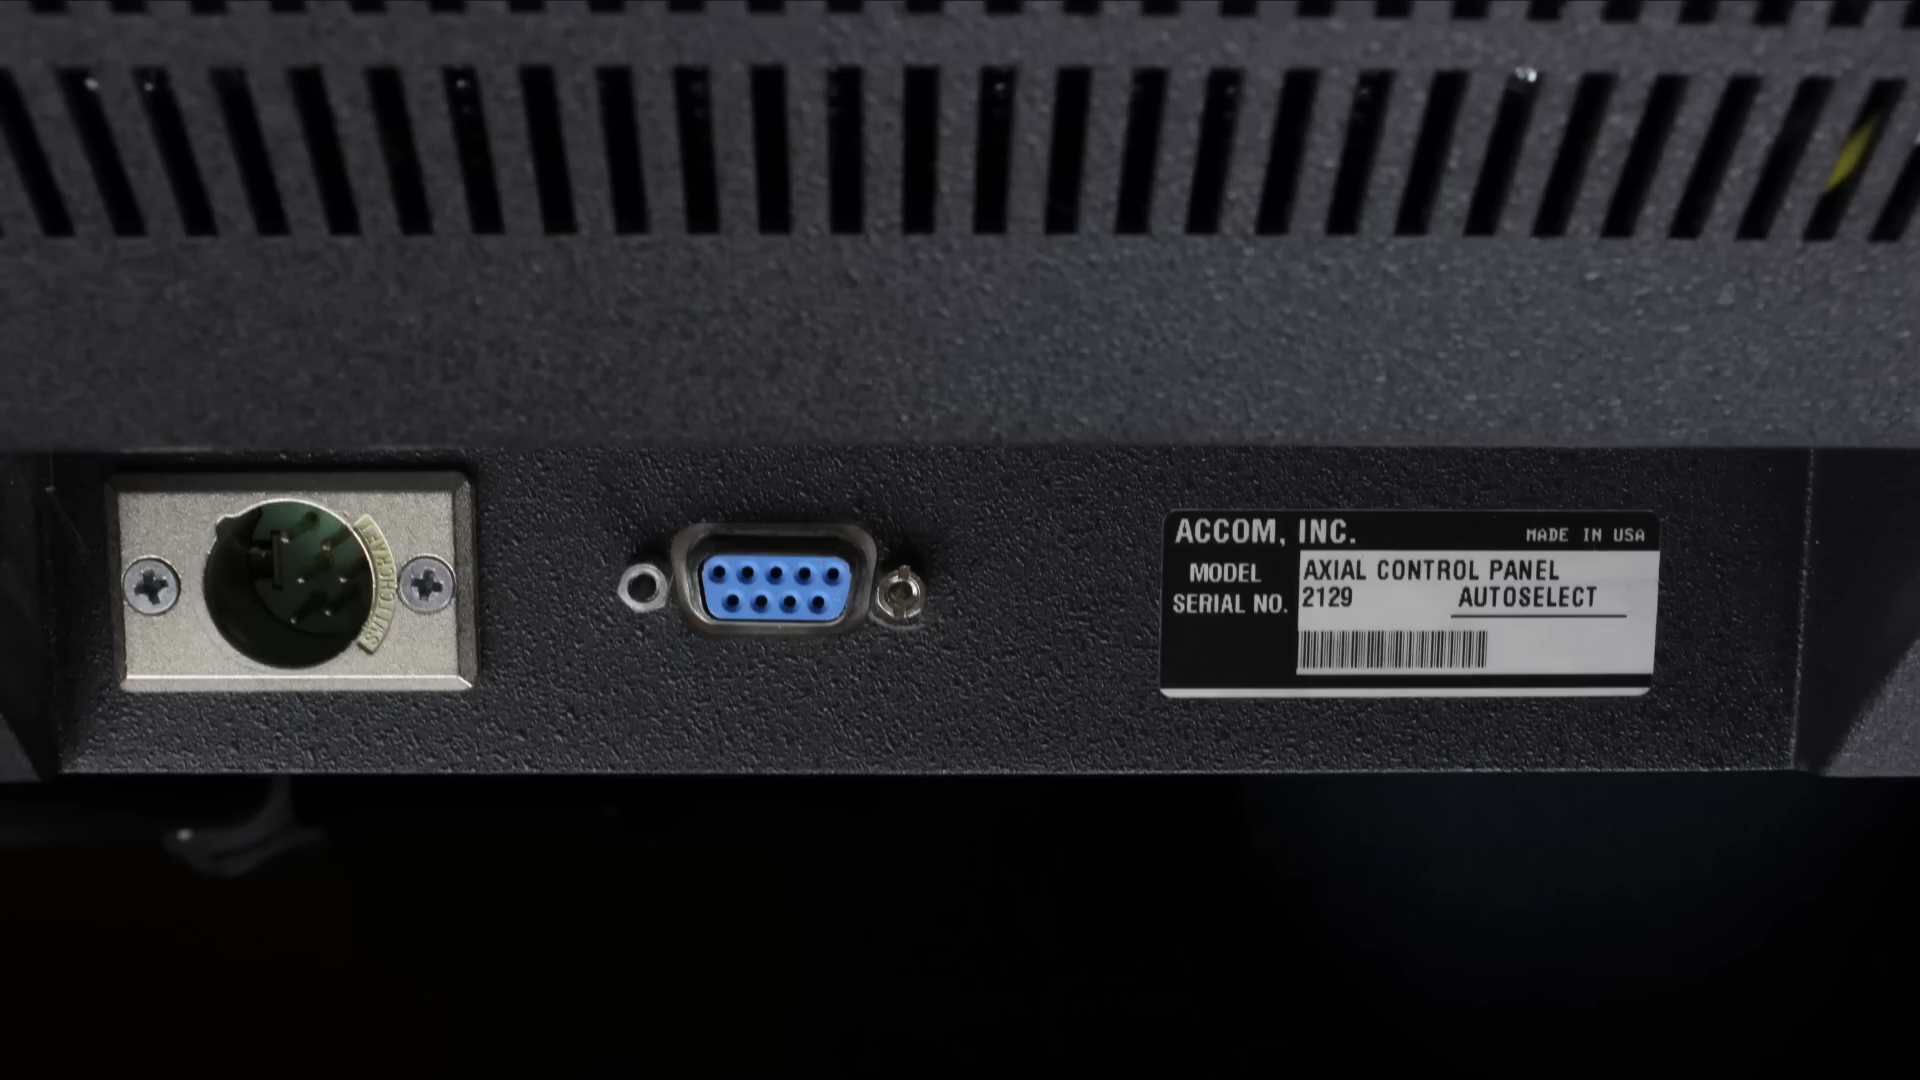 SWITCHCRAFT
ACCOM, INC. MADE IN USA
MODEL AXIAL CONTROL PANEL
SERIAL NO. 2129 AUTOSELECT